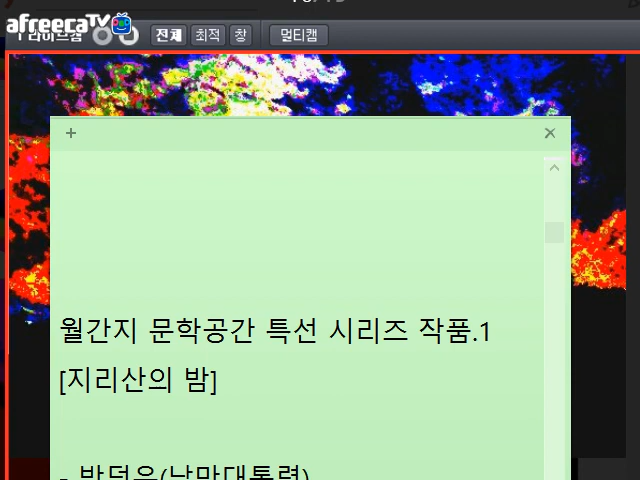 afreecaTV
전체 최적 창 멀티캠
월간지 문학공간 특선 시리즈 작품.1
[지리산의 밤]